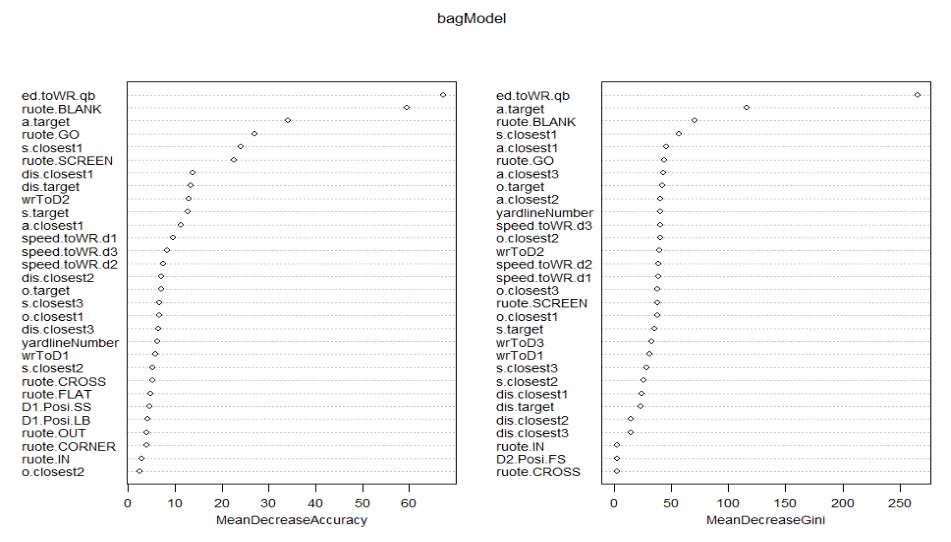 bagModel
ed.toWR.qb
ruote.BLANK
a.target
ruote.GO
s.closest1
ruote.SCREEN
dis.closest1
dis.target
wrToD2
s.target
a.closest1
speed.toWR.d1
speed.toWR.d3
speed.toWR.d2
dis.closest2
o.target
s.closest3
o.closest1
dis.closest3
yardlineNumber
wrToD1
s.closest2
ruote.CROSS
ruote.FLAT
D1.Posi.SS
D1.Posi.LB
ruote.OUT
ruote.CORNER
ruote.IN
o.closest2
0 10 20 30 40 50 60
MeanDecreaseAccuracy
ed.toWR.qb
a.target
ruote.BLANK
s.closest1
a.closest1
ruote.GO
a.closest3
o.target
a.closest2
yardlineNumber
speed.toWR.d3
o.closest2
wrToD2
speed.toWR.d2
speed.toWR.d1
o.closest3
ruote.SCREEN
o.closest1
s.target
wrToD3
wrToD1
s.closest3
s.closest2
dis.closest1
dis.target
dis.closest2
dis.closest3
ruote.IN
D2.Posi.FS
ruote.CROSS
0 50 100 150 200 250
MeanDecreaseGini